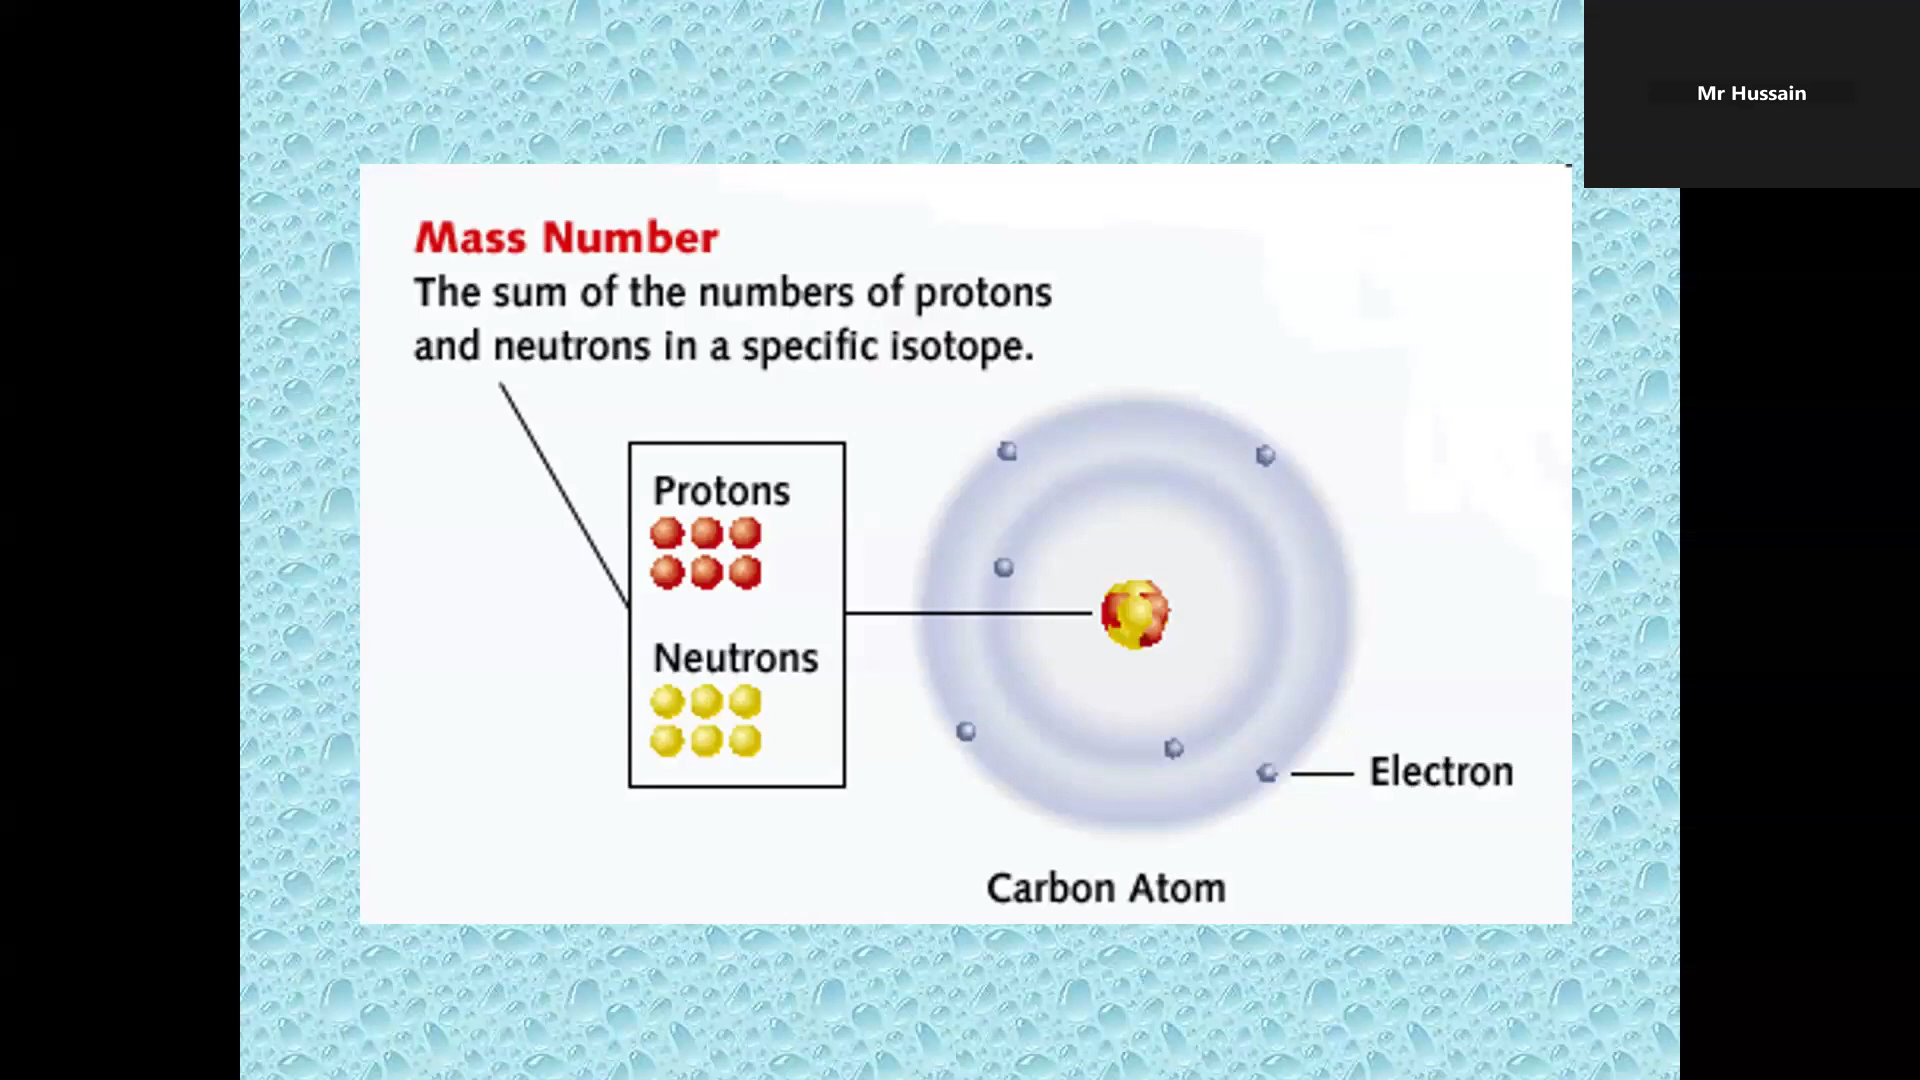 Mr Hussain
Mass Number
The sum of the numbers of protons
and neutrons in a specific isotope.
Protons
Neutrons
Electron
Carbon Atom